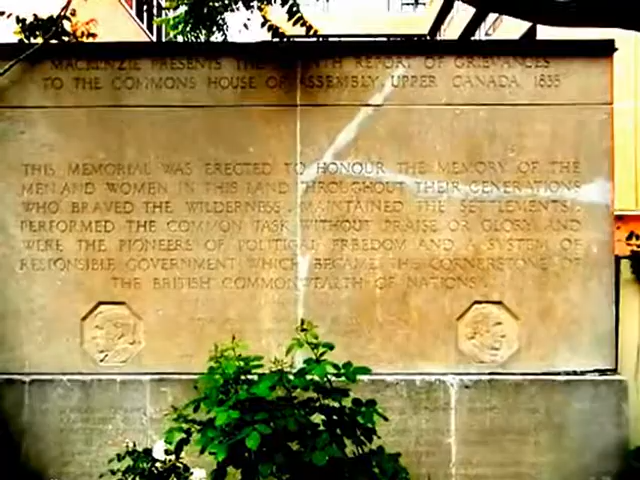 MACKENZIE PRESENTS THE REPORT OF GRIEVANCES
TO THE COMMONS HOUSE OF ASSEMBLY, UPPER CANADA 1835
THIS MEMORIAL WAS ERECTED TO HONOUR THE MEMORY OF THE
MEN AND WOMEN IN THIS LAND THROUGHOUT THEIR GENERATIONS
WHO BRAVED THE WILDERNESS, MAINTAINED THE SETTLEMENTS,
PERFORMED THE COMMON TASK WITHOUT PRAISE OR GLORY AND
WERE THE PIONEERS OF POLITICAL FREEDOM AND A SYSTEM OF
RESPONSIBLE GOVERNMENT WHICH BECAME THE CORNERSTONE OF
THE BRITISH COMMONWEALTH OF NATIONS